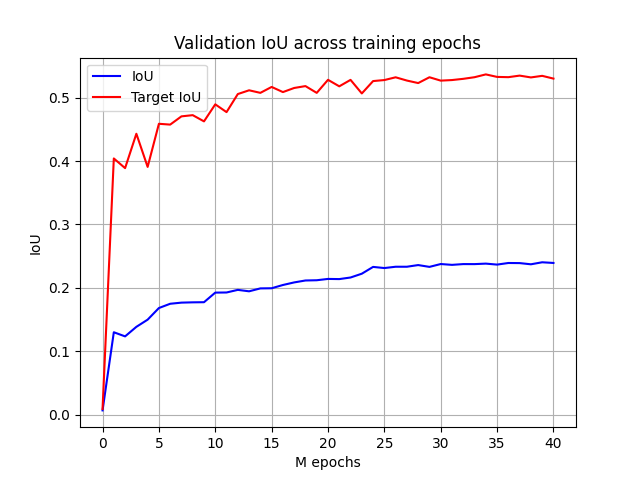 Validation IoU across training epochs
IoU
Target IoU
IoU
0.5
0.4
0.3
0.2
0.1
0.0
0 5 10 15 20 25 30 35 40
M epochs